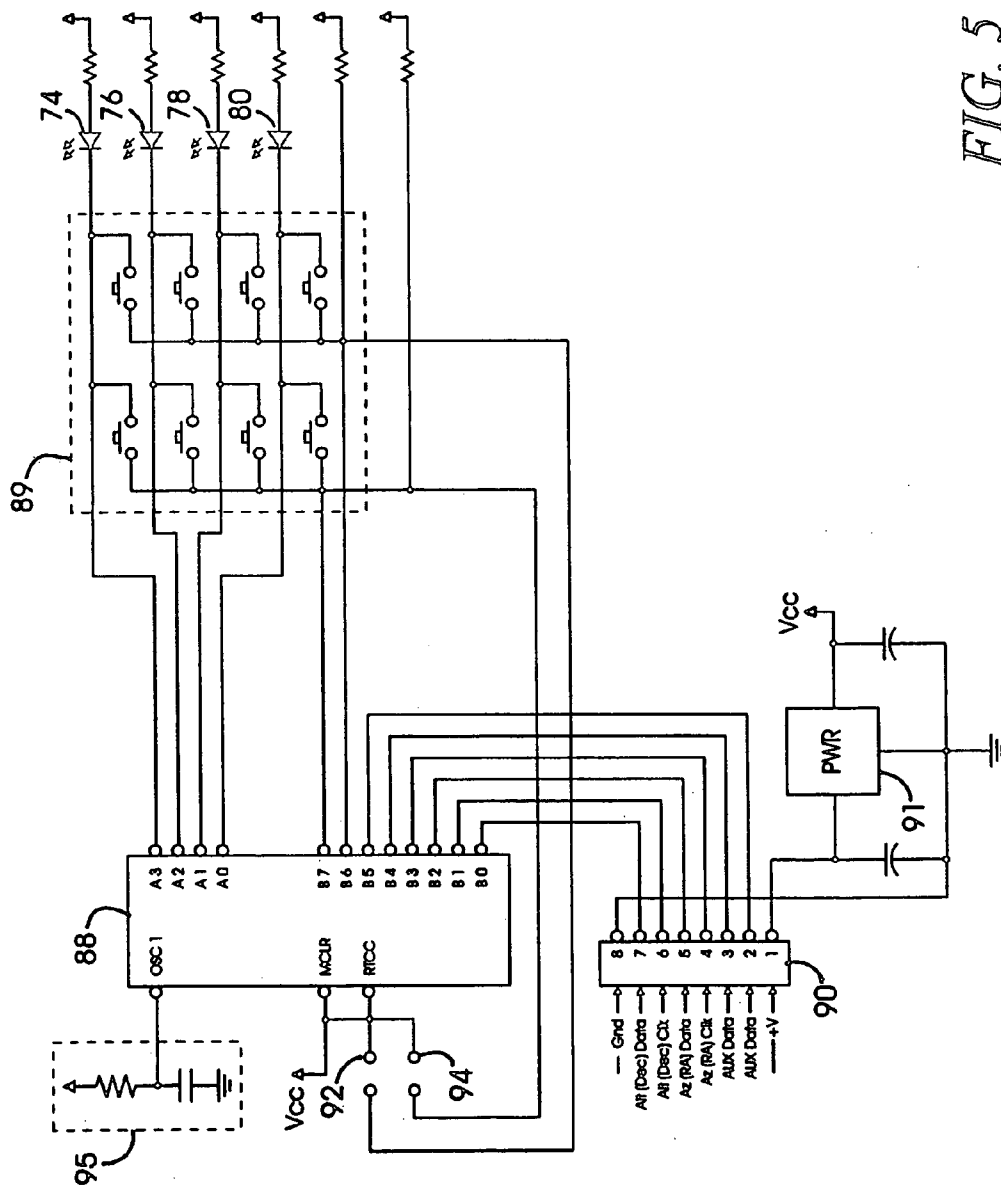 FIG. 5
74
76
78
80
89
88
OSC 1
MCLR
RTCC
A3
A2
A1
A0
B7
B6
B5
B4
B3
B2
B1
B0
95
Vcc
92
94
8
7
6
5
4
3
2
1
Gnd
Alt (Dec) Data
Alt (Dec) Clk
Az (RA) Data
Az (RA) Clk
AUX Data
AUX Data
+V
90
PWR
91
Vcc